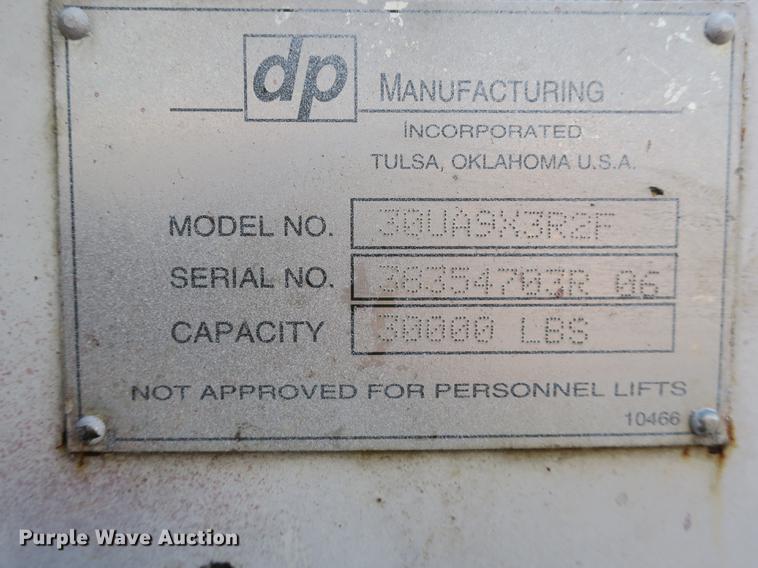 dp MANUFACTURING
INCORPORATED
TULSA, OKLAHOMA U.S.A.
MODEL NO. 30UA9X3R2F
SERIAL NO. 38354703R 06
CAPACITY 30000 LBS
NOT APPROVED FOR PERSONNEL LIFTS
10466
Purple Wave Auction